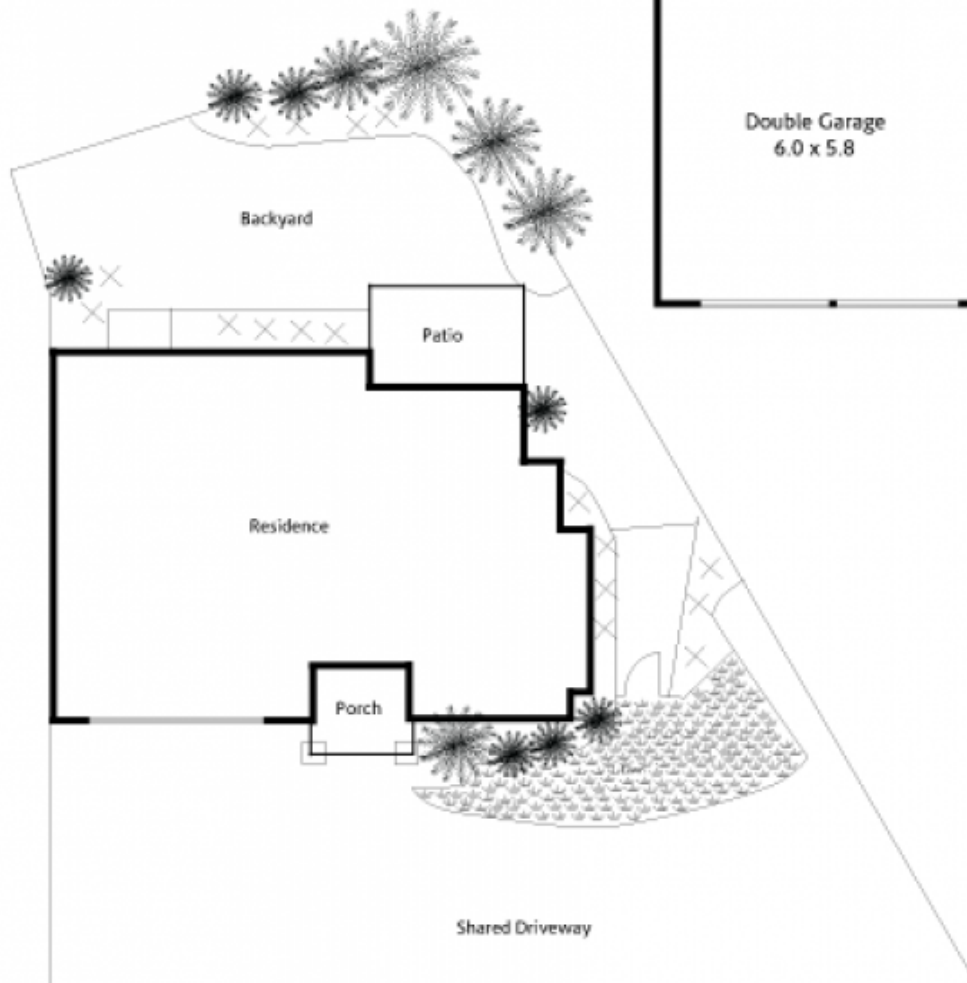 Double Garage
6.0 x 5.8
Backyard
Patio
Residence
Porch
Shared Driveway